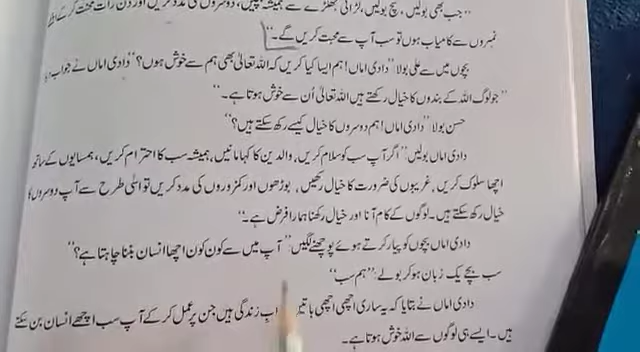 "جب بھی بولیں، سچ بولیں، لڑائی جھگڑے سے ہمیشہ بچیں، دوسروں کی مدد کریں اور دن رات محنت کر کے اچھے
نمبروں سے کامیاب ہوں تو سب آپ سے محبت کریں گے۔"
بچوں میں سے علی بولا "دادی اماں! ہم ایسا کیا کریں کہ اللہ تعالیٰ بھی ہم سے خوش ہوں؟" دادی اماں نے جواب
"جو لوگ اللہ کے بندوں کا خیال رکھتے ہیں اللہ تعالیٰ اُن سے خوش ہوتا ہے۔"
حسن بولا "دادی اماں! ہم دوسروں کا خیال کیسے رکھ سکتے ہیں؟"
دادی اماں بولیں "اگر آپ سب کو سلام کریں، والدین کا کہا مانیں، ہمیشہ سب کا احترام کریں، ہمسایوں کے ساتھ
اچھا سلوک کریں، غریبوں کی ضرورت کا خیال رکھیں، بوڑھوں اور کمزوروں کی مدد کریں تو اسی طرح سے آپ دوسروں کا
خیال رکھ سکتے ہیں۔ لوگوں کے کام آنا اور خیال رکھنا ہمارا فرض ہے۔"
دادی اماں بچوں کو پیار کرتے ہوئے پوچھنے لگیں "آپ میں سے کون کون اچھا انسان بننا چاہتا ہے؟"
سب بچے یک زبان ہو کر بولے "ہم سب"
دادی اماں نے بتایا کہ یہ ساری اچھی اچھی زندگی ہیں جن پر عمل کر کے آپ سب اچھے انسان بن سکتے
ہیں۔ ایسے ہی لوگوں سے اللہ خوش ہوتا ہے۔